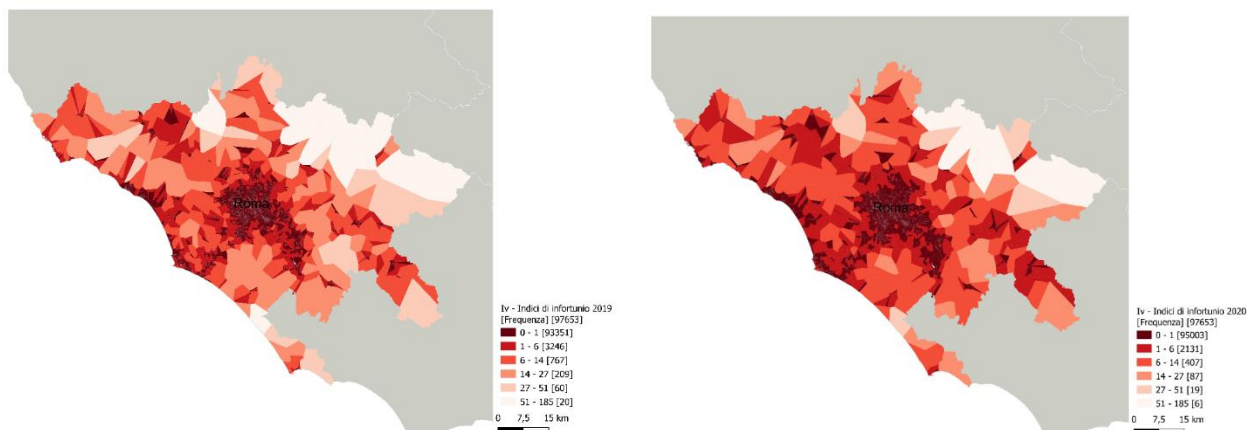 Roma
Iv - Indici di infortunio 2019
[Frequenza] [97653]
0 - 1 [93351]
1 - 6 [3246]
6 - 14 [767]
14 - 27 [209]
27 - 51 [60]
51 - 185 [20]
0 7,5 15 km
Roma
Iv - Indici di infortunio 2020
[Frequenza] [97653]
0 - 1 [95003]
1 - 6 [2131]
6 - 14 [407]
14 - 27 [87]
27 - 51 [19]
51 - 185 [6]
0 7,5 15 km